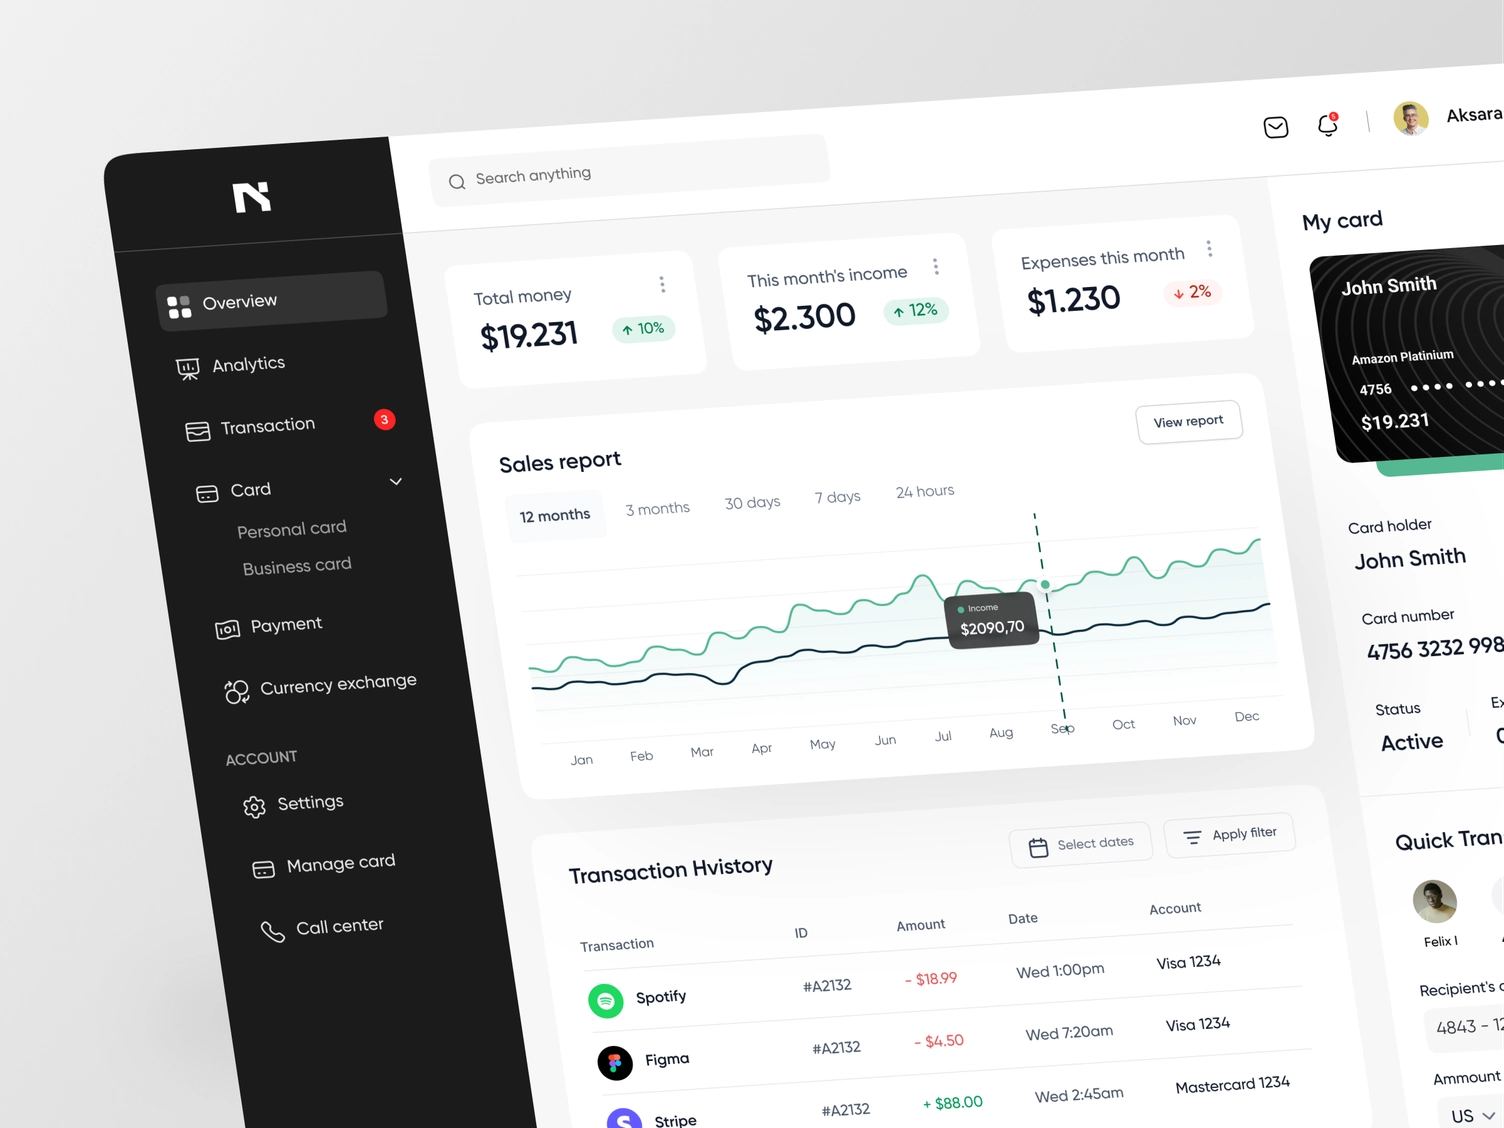 Search anything
5
Aksara
Overview
Analytics
Transaction
3
Card
Personal card
Business card
Payment
Currency exchange
ACCOUNT
Settings
Manage card
Call center
Total money
$19.231
10%
This month's income
$2.300
12%
Expenses this month
$1.230
2%
Sales report
View report
12 months
3 months
30 days
7 days
24 hours
Income
$2090,70
Jan
Feb
Mar
Apr
May
Jun
Jul
Aug
Sep
Oct
Nov
Dec
Transaction Hvistory
Select dates
Apply filter
Transaction ID Amount Date Account
Spotify #A2132 - $18.99 Wed 1:00pm Visa 1234
Figma #A2132 - $4.50 Wed 7:20am Visa 1234
Stripe #A2132 + $88.00 Wed 2:45am Mastercard 1234
My card
John Smith
Amazon Platinium
4756 •••• ••••
$19.231
Card holder
John Smith
Card number
4756 3232 998
Status
Active
Quick Tran
Felix I
Recipient's
4843 - 12
Ammount
US